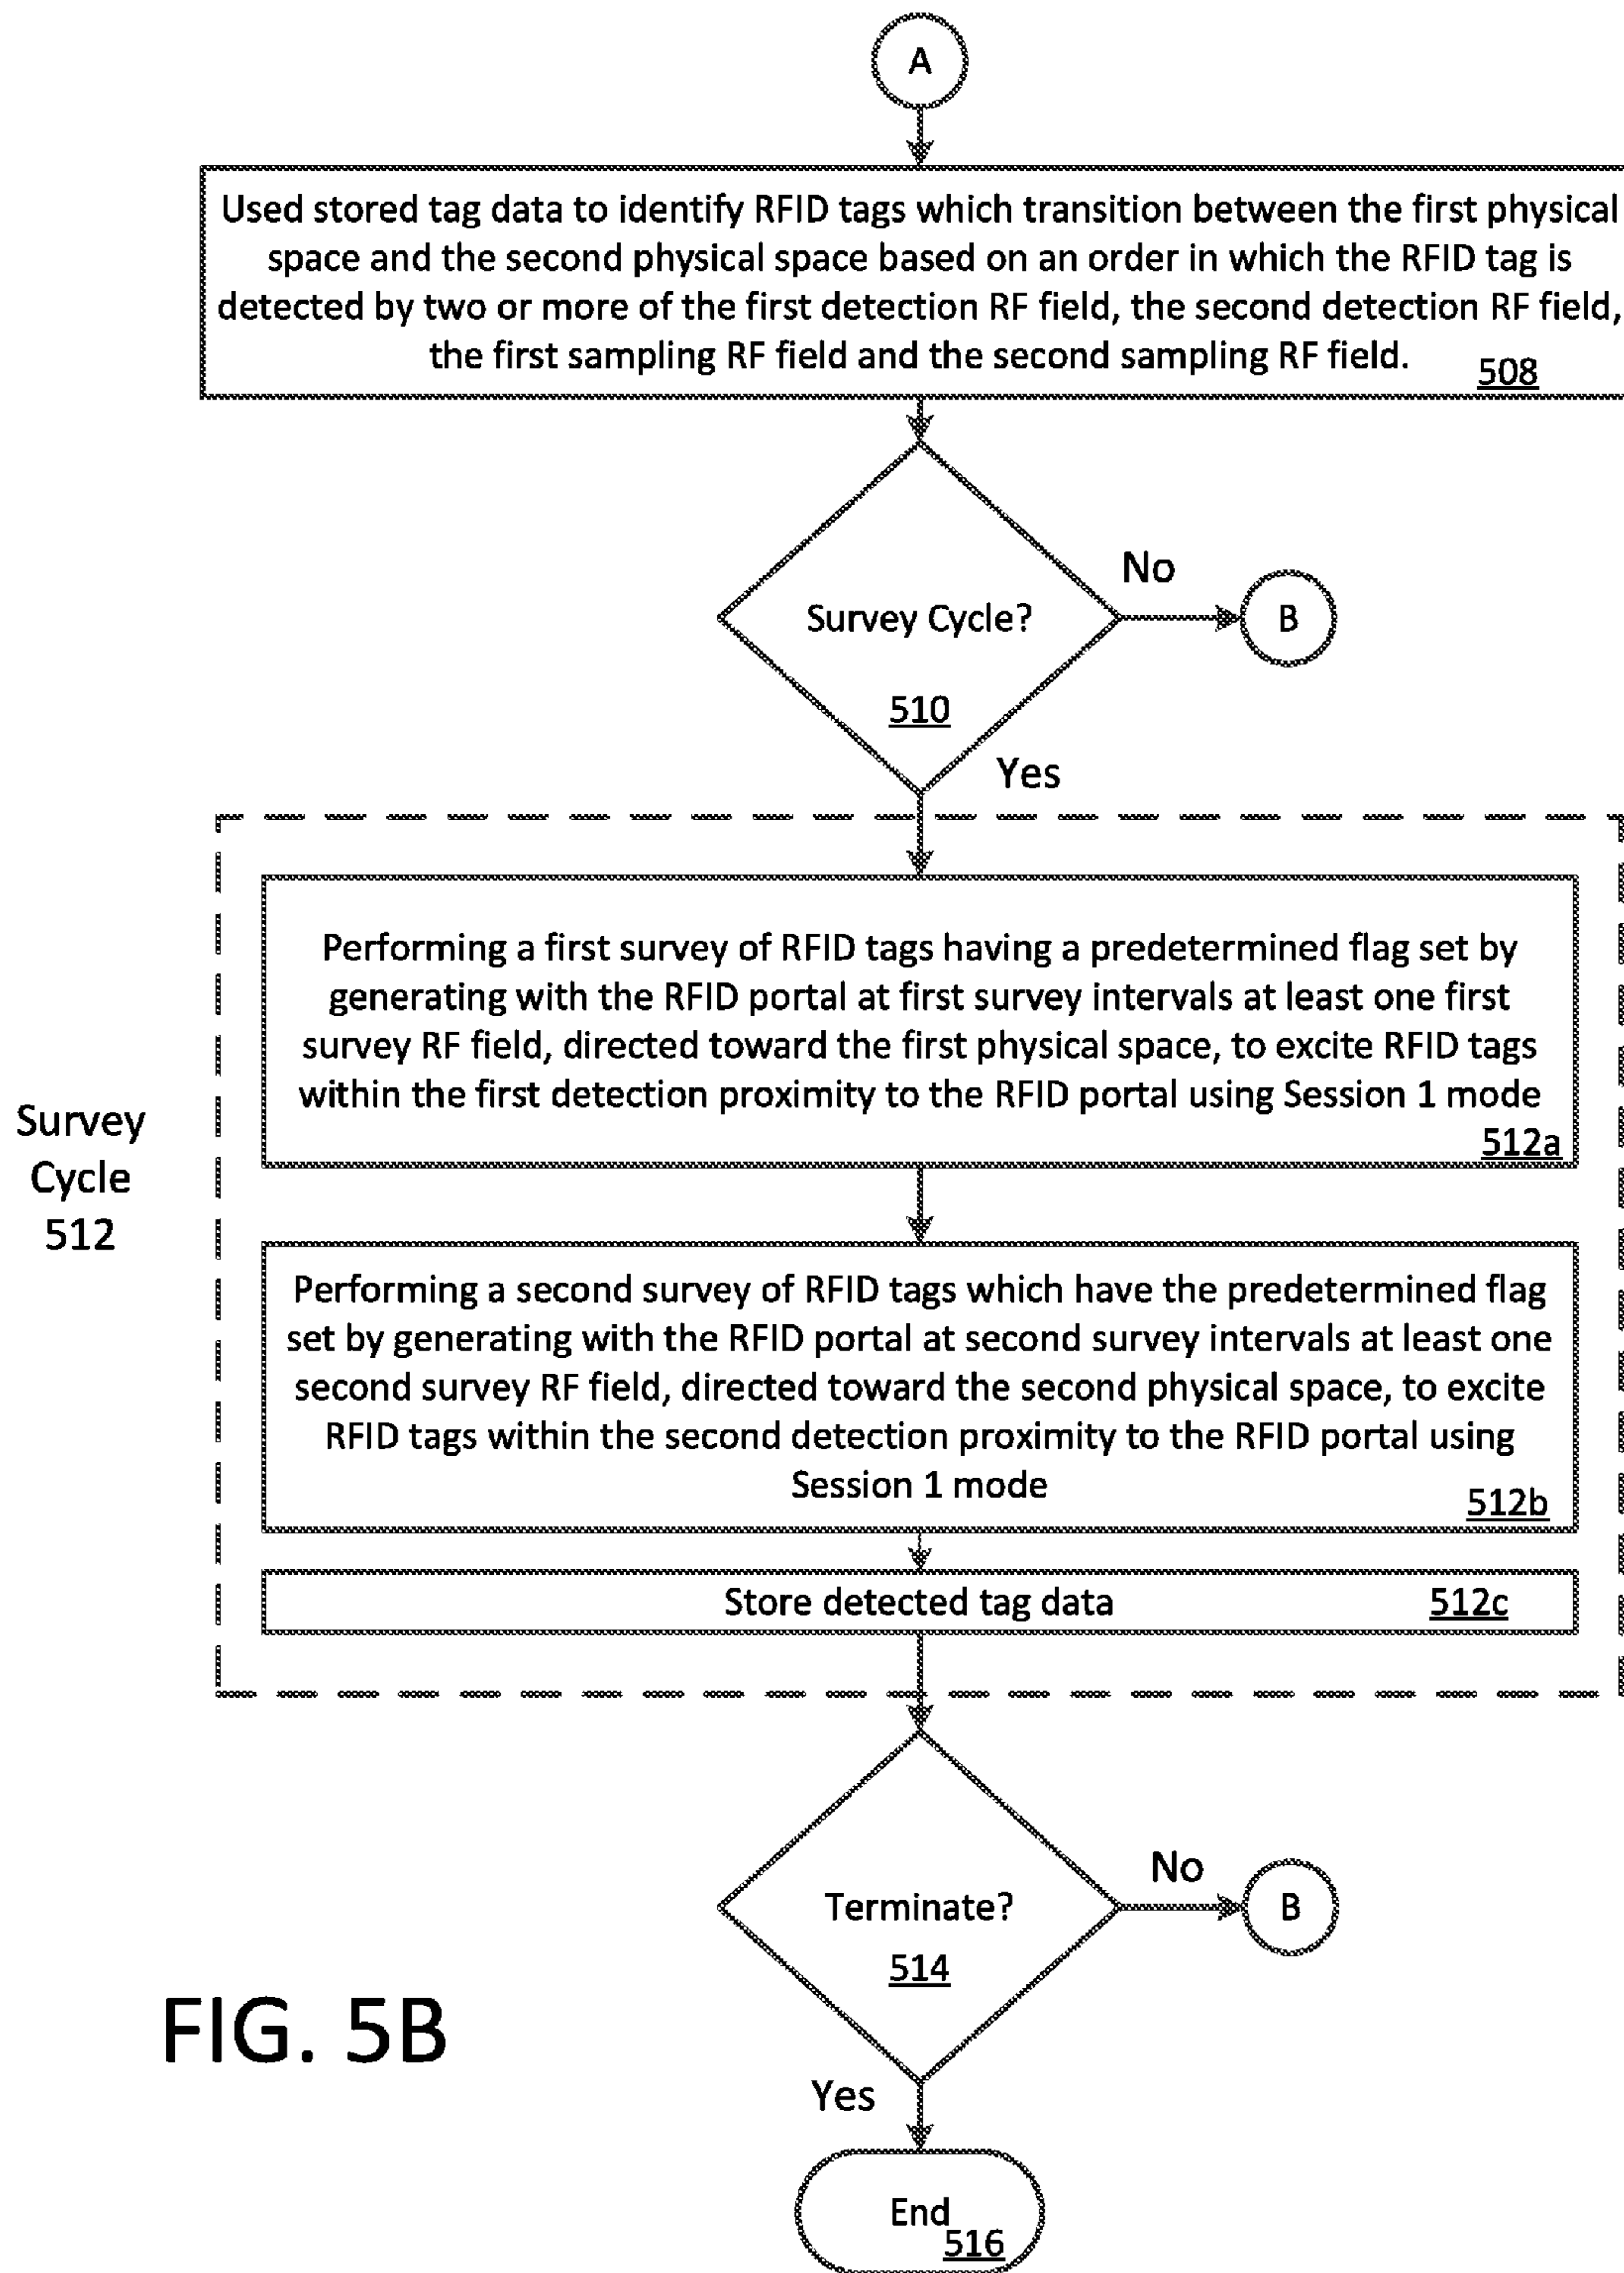 A
Used stored tag data to identify RFID tags which transition between the first physical
space and the second physical space based on an order in which the RFID tag is
detected by two or more of the first detection RF field, the second detection RF field,
the first sampling RF field and the second sampling RF field.
508
No
Survey Cycle?
B
510
Yes
Performing a first survey of RFID tags having a predetermined flag set by
generating with the RFID portal at first survey intervals at least one first
survey RF field, directed toward the first physical space, to excite RFID tags
within the first detection proximity to the RFID portal using Session 1 mode
512a
Survey
Cycle
512
Performing a second survey of RFID tags which have the predetermined flag
set by generating with the RFID portal at second survey intervals at least one
second survey RF field, directed toward the second physical space, to excite
RFID tags within the second detection proximity to the RFID portal using
Session 1 mode
512b
Store detected tag data
512c
No
Terminate?
B
514
FIG. 5B
Yes
End
516